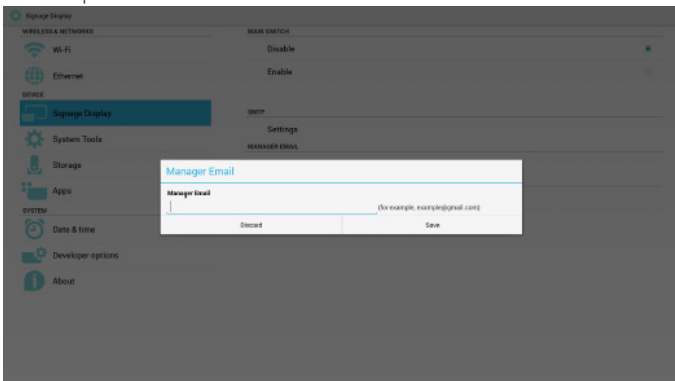 Signage Display
WIRELESS & NETWORKS
Wi-Fi
Ethernet
DEVICE
Signage Display
System Tools
Storage
Apps
SYSTEM
Date & time
Developer options
About
MAIN SWITCH
Disable
Enable
SMTP
Settings
MANAGER EMAIL
Manager Email
Manager Email
(for example, example@gmail.com)
Discard
Save